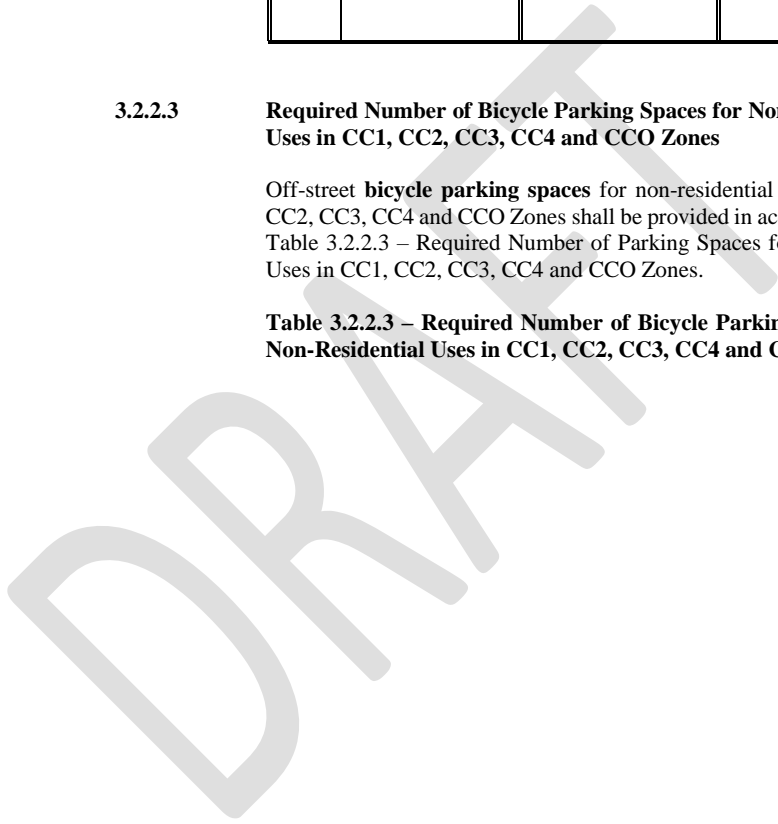 3.2.2.3 Required Number of Bicycle Parking Spaces for
Uses in CC1, CC2, CC3, CC4 and CCO Zones
Off-street bicycle parking spaces for non-residential
CC2, CC3, CC4 and CCO Zones shall be provided in
Table 3.2.2.3 – Required Number of Parking Spaces
Uses in CC1, CC2, CC3, CC4 and CCO Zones.
Table 3.2.2.3 – Required Number of Bicycle
Non-Residential Uses in CC1, CC2, CC3, CC4 and
DRAFT